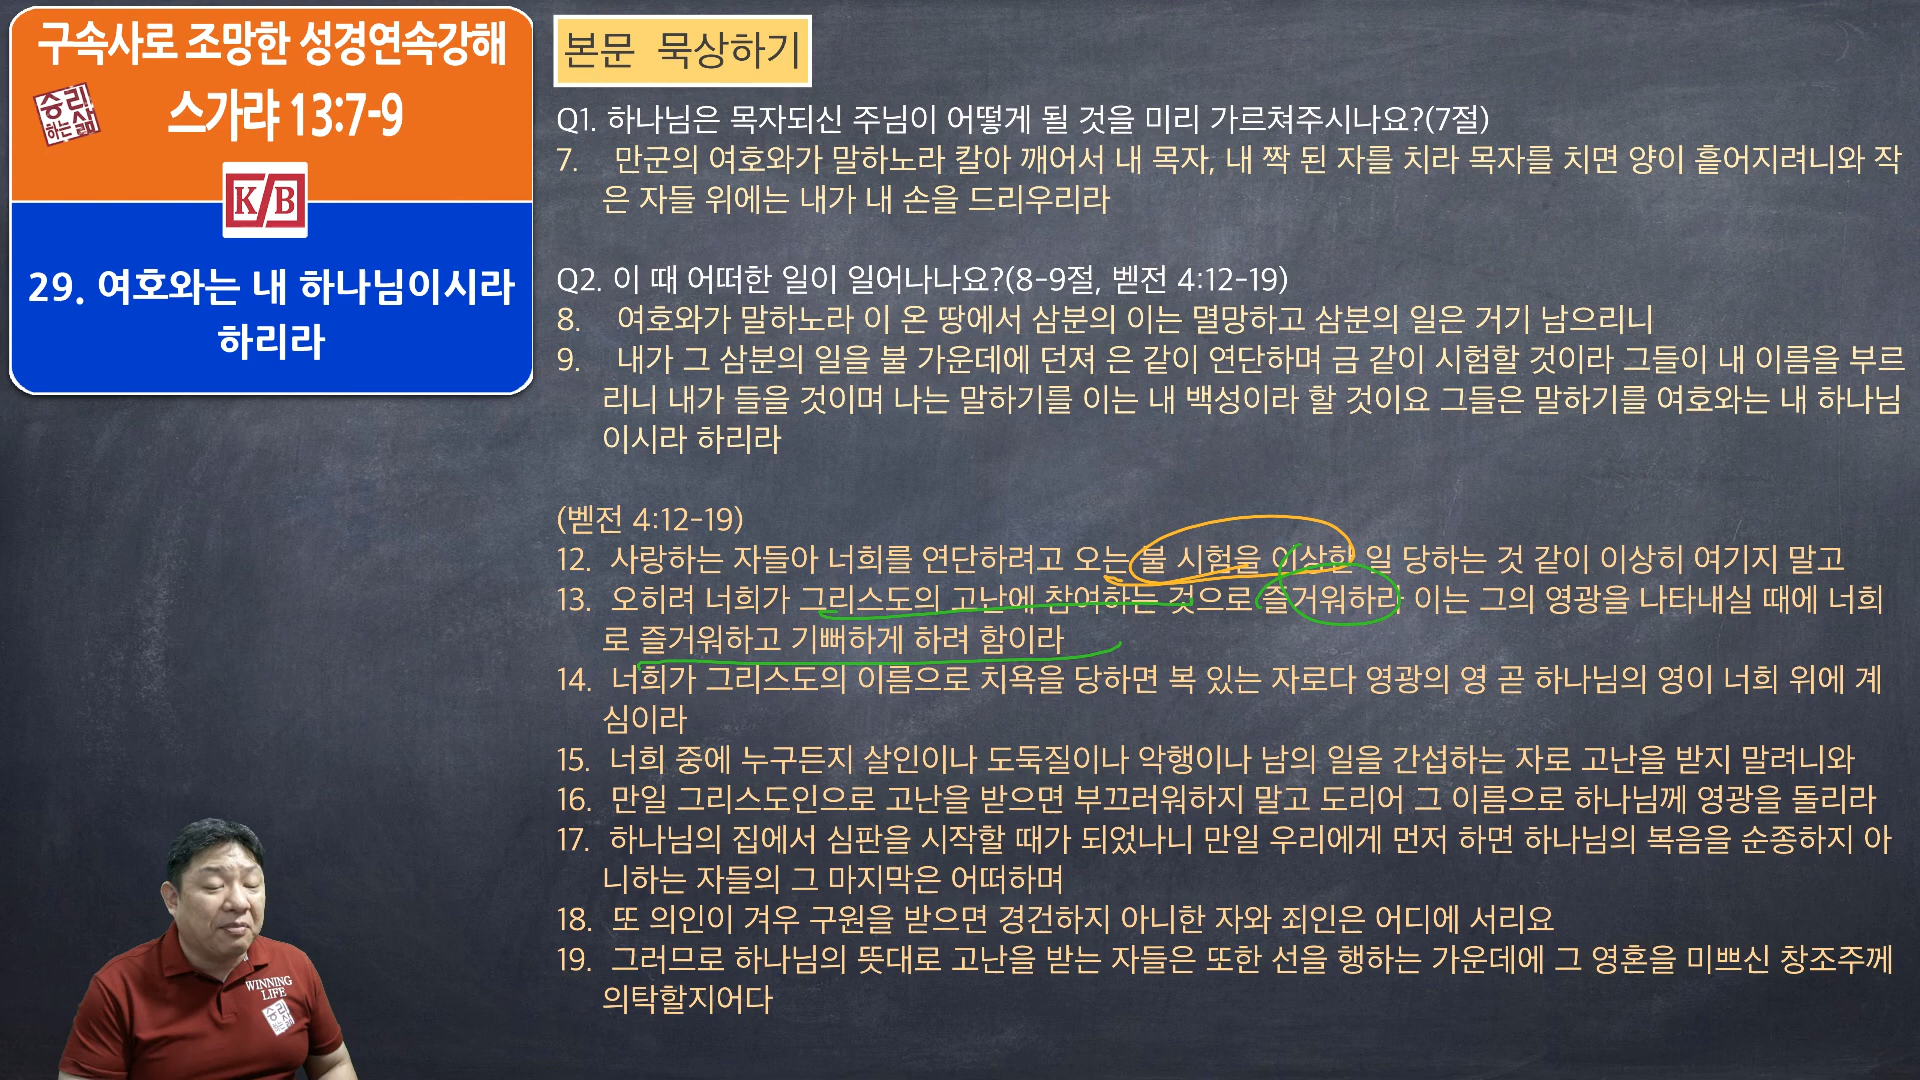 구속사로 조망한 성경연속강해
승리하는 삶
스가랴 13:7-9
K/B
29. 여호와는 내 하나님이시라
하리라
본문 묵상하기
Q1. 하나님은 목자되신 주님이 어떻게 될 것을 미리 가르쳐주시나요?(7절)
7. 만군의 여호와가 말하노라 칼아 깨어서 내 목자, 내 짝 된 자를 치라 목자를 치면 양이 흩어지려니와 작
은 자들 위에는 내가 내 손을 드리우리라
Q2. 이 때 어떠한 일이 일어나나요?(8-9절, 벧전 4:12-19)
8. 여호와가 말하노라 이 온 땅에서 삼분의 이는 멸망하고 삼분의 일은 거기 남으리니
9. 내가 그 삼분의 일을 불 가운데에 던져 은 같이 연단하며 금 같이 시험할 것이라 그들이 내 이름을 부르
리니 내가 들을 것이며 나는 말하기를 이는 내 백성이라 할 것이요 그들은 말하기를 여호와는 내 하나님
이시라 하리라
(벧전 4:12-19)
12. 사랑하는 자들아 너희를 연단하려고 오는 불 시험을 이상한 일 당하는 것 같이 이상히 여기지 말고
13. 오히려 너희가 그리스도의 고난에 참여하는 것으로 즐거워하라 이는 그의 영광을 나타내실 때에 너희
로 즐거워하고 기뻐하게 하려 함이라
14. 너희가 그리스도의 이름으로 치욕을 당하면 복 있는 자로다 영광의 영 곧 하나님의 영이 너희 위에 계
심이라
15. 너희 중에 누구든지 살인이나 도둑질이나 악행이나 남의 일을 간섭하는 자로 고난을 받지 말려니와
16. 만일 그리스도인으로 고난을 받으면 부끄러워하지 말고 도리어 그 이름으로 하나님께 영광을 돌리라
17. 하나님의 집에서 심판을 시작할 때가 되었나니 만일 우리에게 먼저 하면 하나님의 복음을 순종하지 아
니하는 자들의 그 마지막은 어떠하며
18. 또 의인이 겨우 구원을 받으면 경건하지 아니한 자와 죄인은 어디에 서리요
19. 그러므로 하나님의 뜻대로 고난을 받는 자들은 또한 선을 행하는 가운데에 그 영혼을 미쁘신 창조주께
의탁할지어다
WINNING
LIFE
승리하는 삶